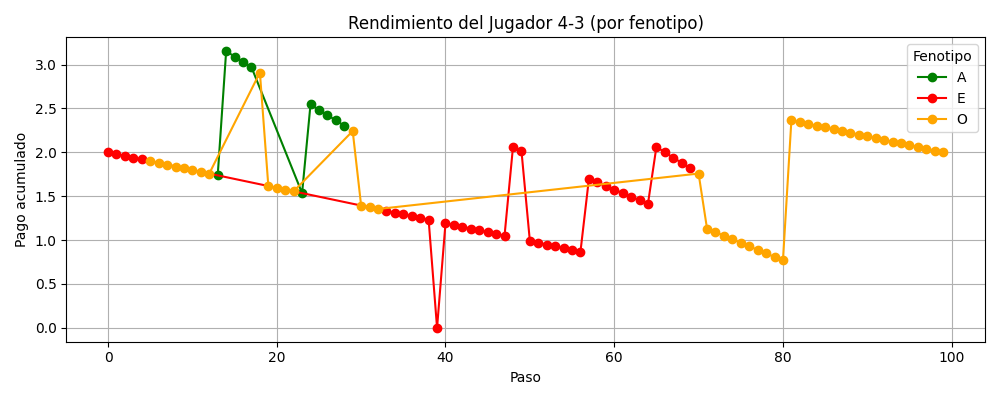 Rendimiento del Jugador 4-3 (por fenotipo)
Pago acumulado
3.0
2.5
2.0
1.5
1.0
0.5
0.0
Fenotipo
A
E
O
0 20 40 60 80 100
Paso